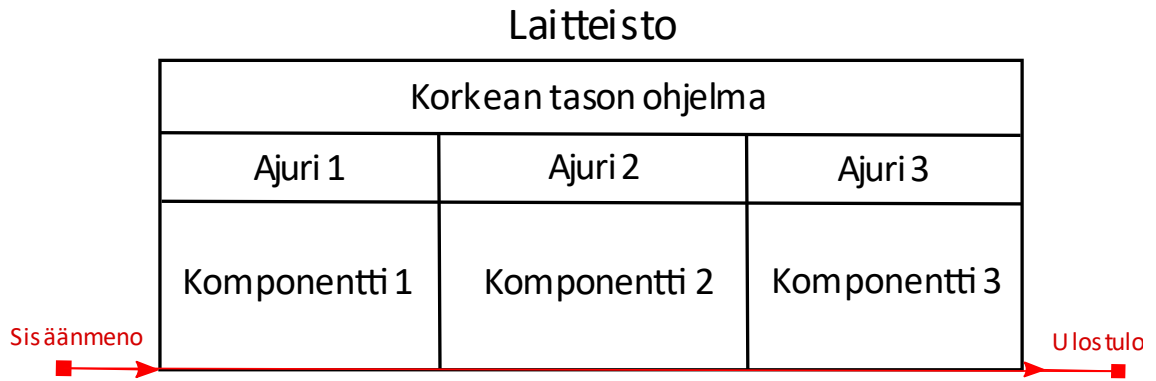 Laitteisto
Korkean tason ohjelma
Ajuri 1 Ajuri 2 Ajuri 3
Komponentti 1 Komponentti 2 Komponentti 3
Sisäänmeno Ulostulo